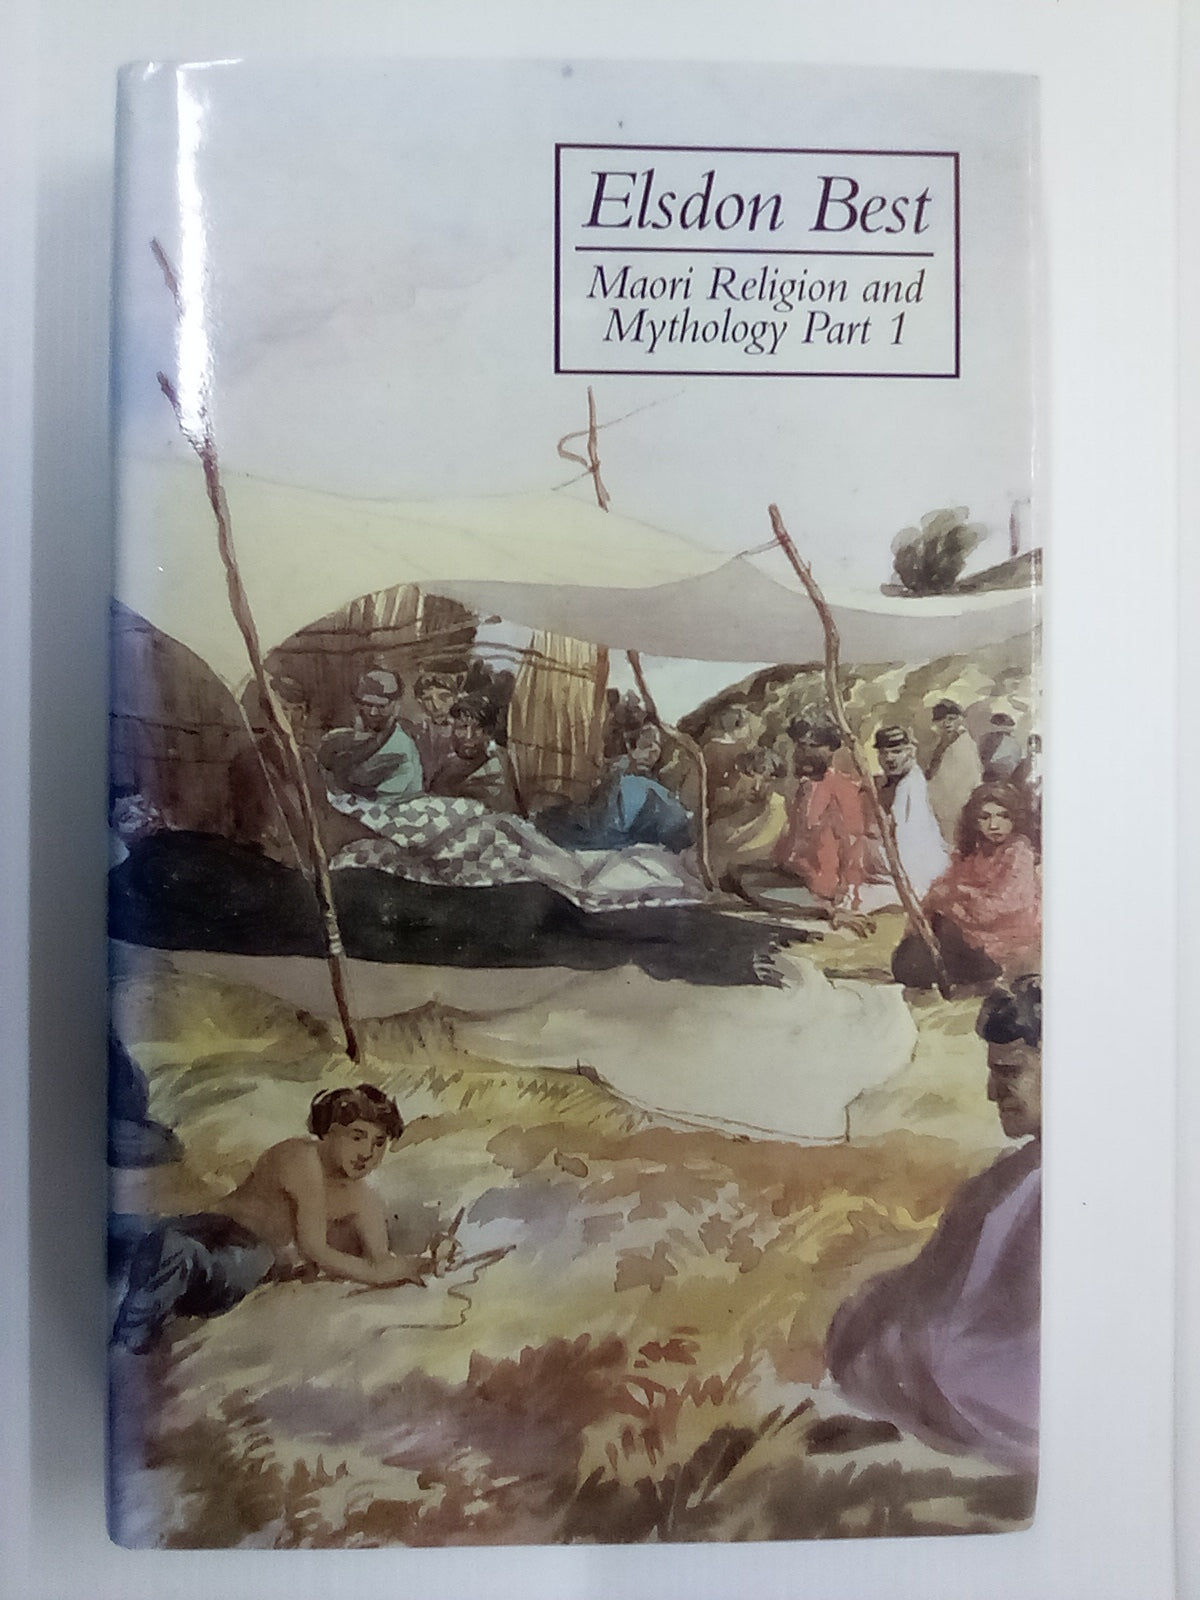 Elsdon Best
Maori Religion and
Mythology Part 1